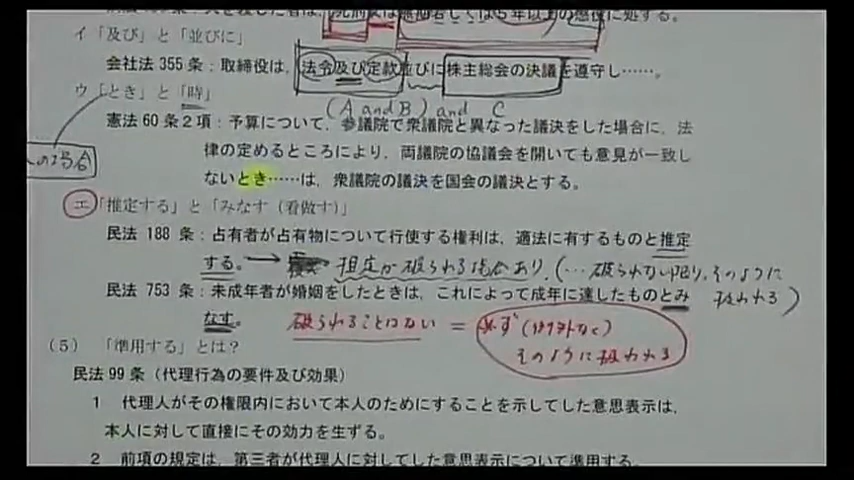 イ「及び」と「並びに」
会社法 355 条：取締役は、法令及び定款並びに株主総会の決議を遵守し……。
ウ「とき」と「時」
(A and B) and C
憲法 60 条２項：予算について、参議院で衆議院と異なった議決をした場合に、法
律の定めるところにより、両議院の協議会を開いても意見が一致し
の場合
ないとき……は、衆議院の議決を国会の議決とする。
エ「推定する」と「みなす（看做す）」
民法 188 条：占有者が占有物について行使する権利は、適法に有するものと推定
する。→ 推定が破られる場合あり。(… 破られない限り、そのように
扱われる)
民法 753 条：未成年者が婚姻をしたときは、これによって成年に達したものとみ
なす。 破られることはない = 必ず(例外なく)
そのように扱われる
（5）「準用する」とは？
民法 99 条（代理行為の要件及び効果）
１　代理人がその権限内において本人のためにすることを示してした意思表示は、
本人に対して直接にその効力を生ずる。
２　前項の規定は、第三者が代理人に対してした意思表示について準用する。